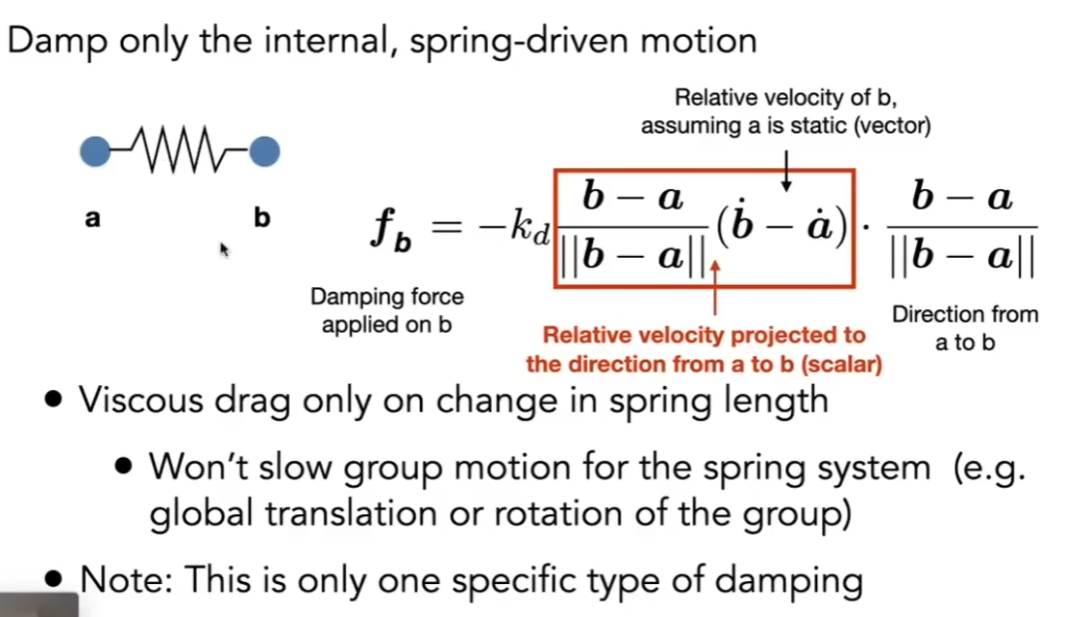 Damp only the internal, spring-driven motion
Relative velocity of b,
assuming a is static (vector)
a
b
$\boldsymbol{f_b} = -k_d \frac{\boldsymbol{b}-\boldsymbol{a}}{||\boldsymbol{b}-\boldsymbol{a}||} (\dot{\boldsymbol{b}} - \dot{\boldsymbol{a}}) \cdot \frac{\boldsymbol{b}-\boldsymbol{a}}{||\boldsymbol{b}-\boldsymbol{a}||}$
Damping force
applied on b
Relative velocity projected to
the direction from a to b (scalar)
Direction from
a to b
• Viscous drag only on change in spring length
• Won't slow group motion for the spring system (e.g.
global translation or rotation of the group)
• Note: This is only one specific type of damping